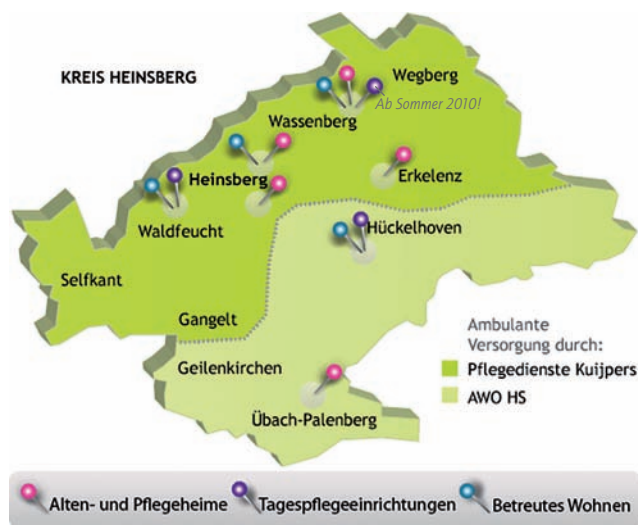 KREIS HEINSBERG
Wegberg
Ab Sommer 2010!
Wassenberg
Heinsberg
Erkelenz
Waldfeucht
Hückelhoven
Selfkant
Gangelt
Geilenkirchen
Übach-Palenberg
Ambulante
Versorgung durch:
Pflegedienste Kuijpers
AWO HS
Alten- und Pflegeheime
Tagespflegeeinrichtungen
Betreutes Wohnen